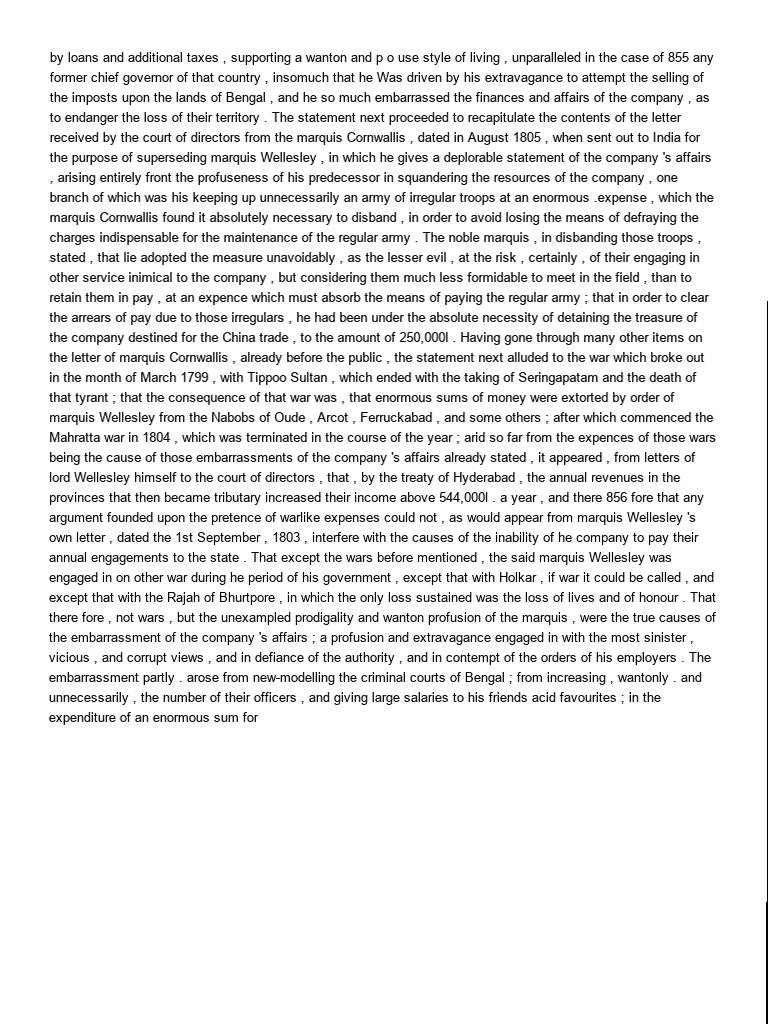 by loans and additional taxes , supporting a wanton and p o use style of living , unparalleled in the case of 855 any
former chief governor of that country , insomuch that he Was driven by his extravagance to attempt the selling of
the imposts upon the lands of Bengal , and he so much embarrassed the finances and affairs of the company , as
to endanger the loss of their territory . The statement next proceeded to recapitulate the contents of the letter
received by the court of directors from the marquis Cornwallis , dated in August 1805 , when sent out to India for
the purpose of superseding marquis Wellesley , in which he gives a deplorable statement of the company 's affairs
, arising entirely front the profuseness of his predecessor in squandering the resources of the company , one
branch of which was his keeping up unnecessarily an army of irregular troops at an enormous .expense , which the
marquis Cornwallis found it absolutely necessary to disband , in order to avoid losing the means of defraying the
charges indispensable for the maintenance of the regular army . The noble marquis , in disbanding those troops ,
stated , that lie adopted the measure unavoidably , as the lesser evil , at the risk , certainly , of their engaging in
other service inimical to the company , but considering them much less formidable to meet in the field , than to
retain them in pay , at an expence which must absorb the means of paying the regular army ; that in order to clear
the arrears of pay due to those irregulars , he had been under the absolute necessity of detaining the treasure of
the company destined for the China trade , to the amount of 250,000l . Having gone through many other items on
the letter of marquis Cornwallis , already before the public , the statement next alluded to the war which broke out
in the month of March 1799 , with Tippoo Sultan , which ended with the taking of Seringapatam and the death of
that tyrant ; that the consequence of that war was , that enormous sums of money were extorted by order of
marquis Wellesley from the Nabobs of Oude , Arcot , Ferruckabad , and some others ; after which commenced the
Mahratta war in 1804 , which was terminated in the course of the year ; arid so far from the expences of those wars
being the cause of those embarrassments of the company 's affairs already stated , it appeared , from letters of
lord Wellesley himself to the court of directors , that , by the treaty of Hyderabad , the annual revenues in the
provinces that then became tributary increased their income above 544,000l . a year , and there 856 fore that any
argument founded upon the pretence of warlike expenses could not , as would appear from marquis Wellesley 's
own letter , dated the 1st September , 1803 , interfere with the causes of the inability of he company to pay their
annual engagements to the state . That except the wars before mentioned , the said marquis Wellesley was
engaged in on other war during he period of his government , except that with Holkar , if war it could be called , and
except that with the Rajah of Bhurtpore , in which the only loss sustained was the loss of lives and of honour . That
there fore , not wars , but the unexampled prodigality and wanton profusion of the marquis , were the true causes of
the embarrassment of the company 's affairs ; a profusion and extravagance engaged in with the most sinister ,
vicious , and corrupt views , and in defiance of the authority , and in contempt of the orders of his employers . The
embarrassment partly . arose from new-modelling the criminal courts of Bengal ; from increasing , wantonly . and
unnecessarily , the number of their officers , and giving large salaries to his friends acid favourites ; in the
expenditure of an enormous sum for